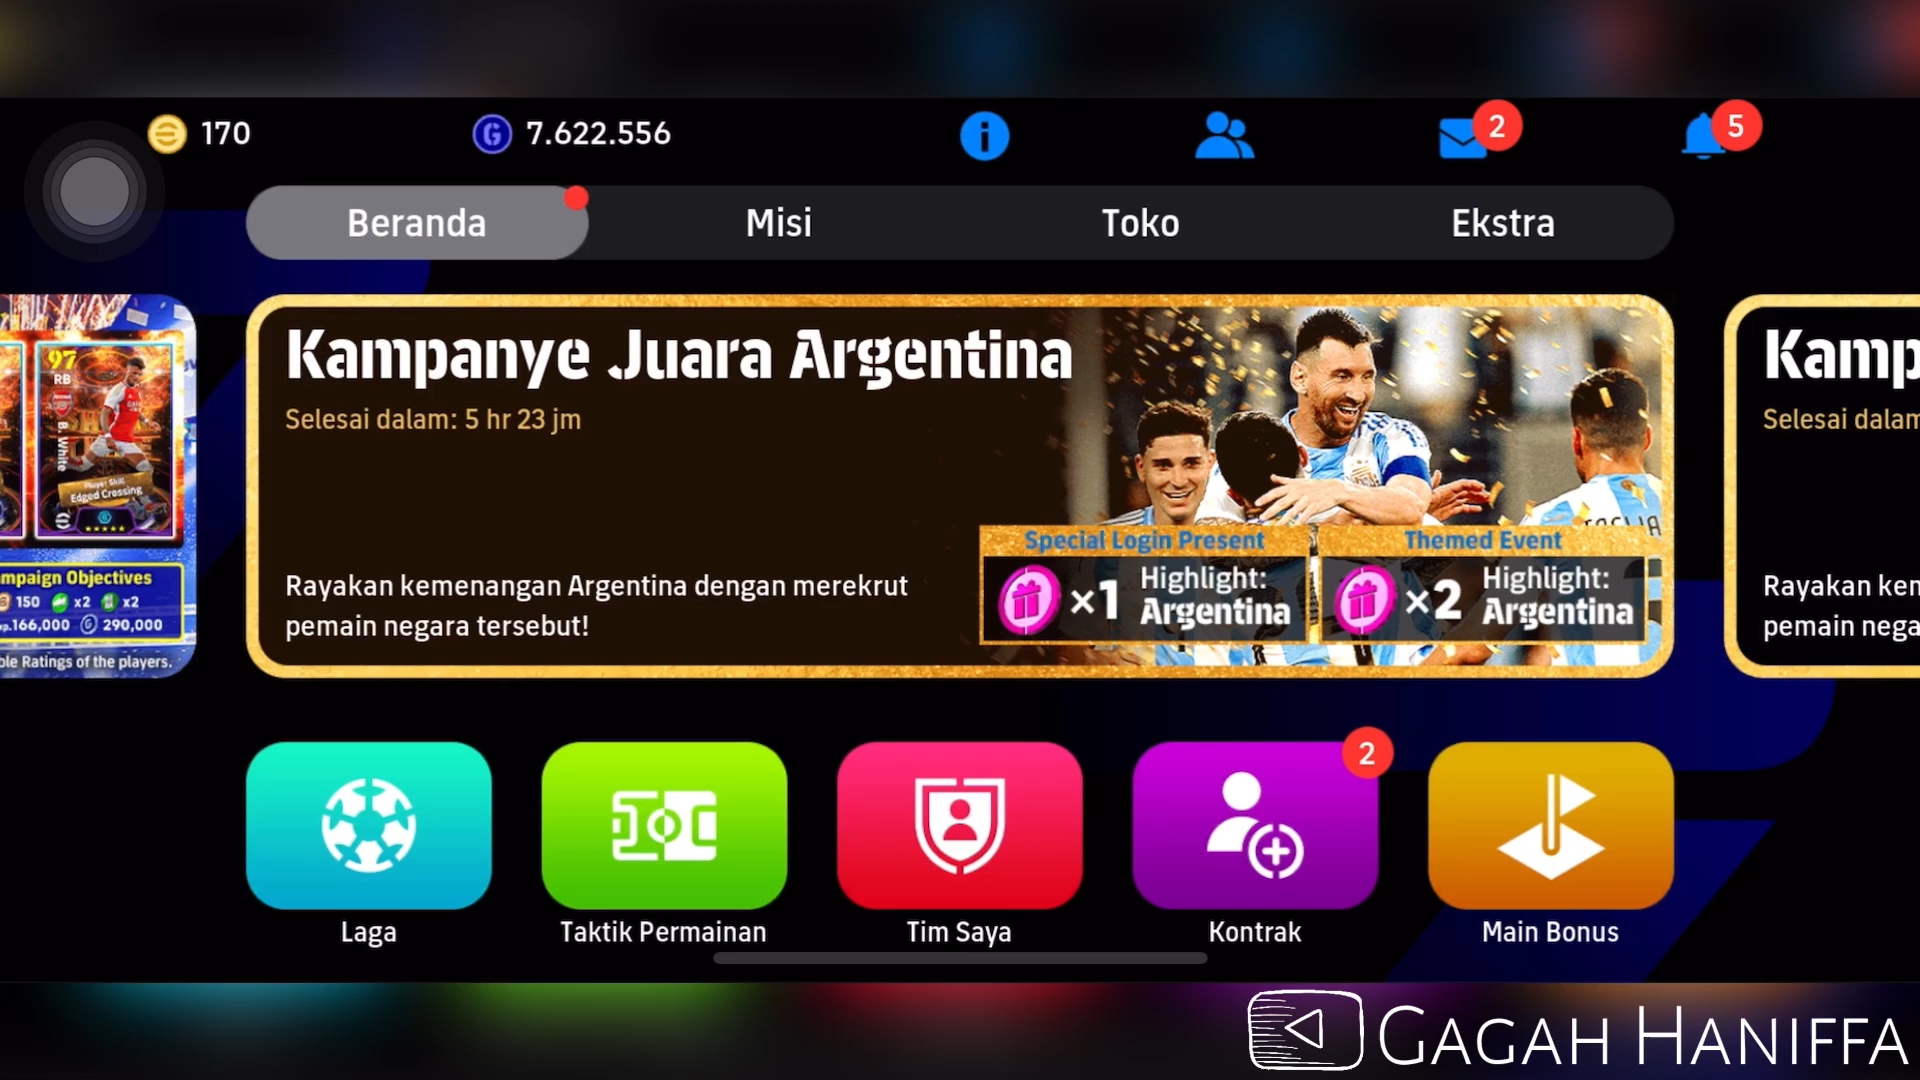 170
7.622.556
2
5
Beranda
Misi
Toko
Ekstra
97
RB
B. White
Player Skill
Edged Crossing
mpaign Objectives
150 x2 x2
p.166,000 290,000
ble Ratings of the players.
Kampanye Juara Argentina
Selesai dalam: 5 hr 23 jm
Rayakan kemenangan Argentina dengan merekrut
pemain negara tersebut!
Special Login Present
×1 Highlight:
Argentina
Themed Event
×2 Highlight:
Argentina
Kamp
Selesai dalam
Rayakan ken
pemain nega
2
Laga
Taktik Permainan
Tim Saya
Kontrak
Main Bonus
GAGAH HANIFFA